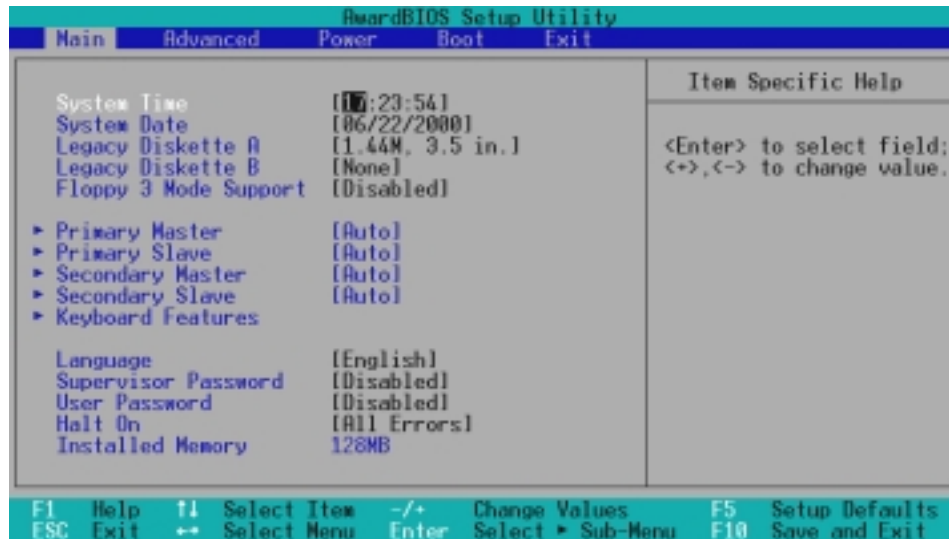 AwardBIOS Setup Utility
Main Advanced Power Boot Exit
Item Specific Help
System Time [17:23:54]
System Date [06/22/2000]
Legacy Diskette A [1.44M, 3.5 in.]
Legacy Diskette B [None]
Floppy 3 Mode Support [Disabled]
<Enter> to select field;
<+>,<-> to change value.
► Primary Master [Auto]
► Primary Slave [Auto]
► Secondary Master [Auto]
► Secondary Slave [Auto]
► Keyboard Features
Language [English]
Supervisor Password [Disabled]
User Password [Disabled]
Halt On [All Errors]
Installed Memory 128MB
F1 Help ↑↓ Select Item -/+ Change Values F5 Setup Defaults
ESC Exit ←→ Select Menu Enter Select ► Sub-Menu F10 Save and Exit